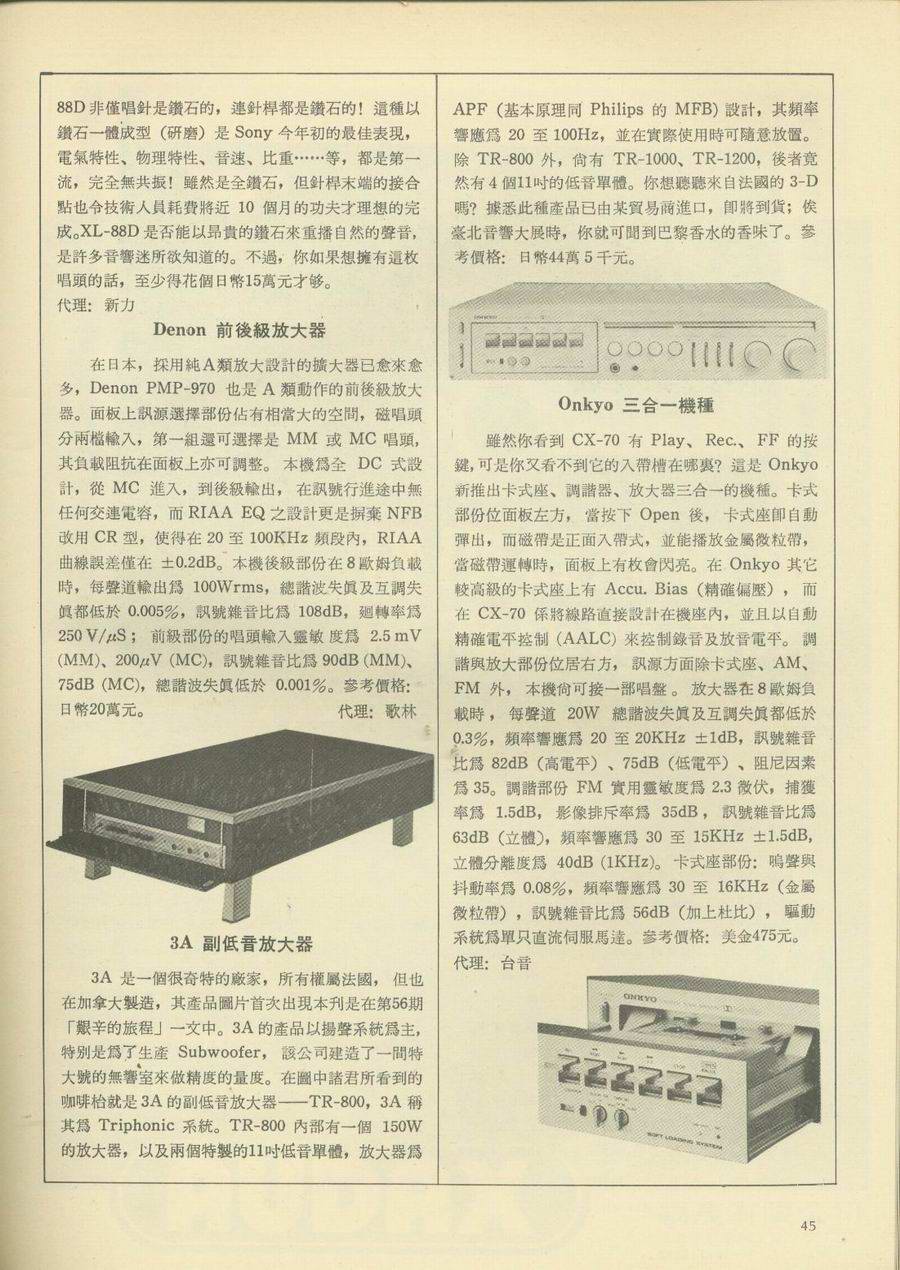 88D 非僅唱針是鑽石的，連針桿都是鑽石的！這種以
鑽石一體成型（研磨）是 Sony 今年初的最佳表現，
電氣特性、物理特性、音速、比重……等，都是第一
流，完全無共振！雖然是全鑽石，但針桿末端的接合
點也令技術人員耗費將近 10 個月的功夫才理想的完
成。XL-88D 是否能以昂貴的鑽石來重播自然的聲音，
是許多音響迷所欲知道的。不過，你如果想擁有這枚
唱頭的話，至少得花個日幣15萬元才够。
代理：新力
Denon 前後級放大器
在日本，採用純A類放大設計的擴大器已愈來愈
多，Denon PMP-970 也是 A 類動作的前後級放大
器。面板上訊源選擇部份佔有相當大的空間，磁唱頭
分兩檔輸入，第一組還可選擇是 MM 或 MC 唱頭，
其負載阻抗在面板上亦可調整。本機爲全 DC 式設
計，從 MC 進入，到後級輸出，在訊號行進途中無
任何交連電容，而 RIAA EQ 之設計更是摒棄 NFB
改用 CR 型，使得在 20 至 100KHz 頻段內，RIAA
曲線誤差僅在 ±0.2dB。本機後級部份在 8 歐姆負載
時，每聲道輸出爲 100Wrms，總諧波失眞及互調失
眞都低於 0.005%，訊號雜音比爲 108dB，廻轉率爲
250 V/μS；前級部份的唱頭輸入靈敏 度爲 2.5 mV
(MM)、200μV (MC)，訊號雜音比爲 90dB (MM)、
75dB (MC)，總諧波失眞低於 0.001%。參考價格：
日幣20萬元。 代理：歌林
3A 副低音放大器
3A 是一個很奇特的廠家，所有權屬法國，但也
在加拿大製造，其產品圖片首次出現本刋是在第56期
「艱辛的旅程」一文中。3A 的產品以揚聲系統爲主，
特別是爲了生產 Subwoofer，該公司建造了一間特
大號的無響室來做精度的量度。在圖中諸君所看到的
咖啡枱就是 3A 的副低音放大器——TR-800，3A 稱
其爲 Triphonic 系統。TR-800 內部有一個 150W
的放大器，以及兩個特製的11吋低音單體，放大器爲
APF（基本原理同 Philips 的 MFB) 設計，其頻率
響應爲 20 至 100Hz，並在實際使用時可隨意放置。
除 TR-800 外，尙有 TR-1000、TR-1200，後者竟
然有 4 個11吋的低音單體。你想聽聽來自法國的 3-D
嗎？據悉此種產品已由某貿易商進口，卽將到貨；俟
臺北音響大展時，你就可聞到巴黎香水的香味了。參
考價格：日幣44萬 5 千元。
ONKYO
Onkyo 三合一機種
雖然你看到 CX-70 有 Play、Rec.、FF 的按
鍵，可是你又看不到它的入帶槽在哪裏？這是 Onkyo
新推出卡式座、調諧器、放大器三合一的機種。卡式
部份位面板左方，當按下 Open 後，卡式座卽自動
彈出，而磁帶是正面入帶式，並能播放金屬微粒帶，
當磁帶運轉時，面板上有枚會閃亮。在 Onkyo 其它
較高級的卡式座上有 Accu. Bias（精確偏壓），而
在 CX-70 係將線路直接設計在機座內，並且以自動
精確電平控制 (AALC) 來控制錄音及放音電平。調
諧與放大部份位居右方，訊源方面除卡式座、AM、
FM 外，本機尙可接一部唱盤。放大器在 8 歐姆負
載時，每聲道 20W 總諧波失眞及互調失眞都低於
0.3%，頻率響應爲 20 至 20KHz ±1dB，訊號雜音
比爲 82dB（高電平）、75dB（低電平）、阻尼因素
爲 35。調諧部份 FM 實用靈敏度爲 2.3 微伏，捕獲
率爲 1.5dB，影像排斥率爲 35dB，訊號雜音比爲
63dB（立體），頻率響應爲 30 至 15KHz ±1.5dB，
立體分離度爲 40dB (1KHz)。卡式座部份：嗚聲與
抖動率爲 0.08%，頻率響應爲 30 至 16KHz（金屬
微粒帶），訊號雜音比爲 56dB（加上杜比），驅動
系統爲單只直流伺服馬達。參考價格：美金475元。
代理：台音
ONKYO
SOFT LOADING SYSTEM
45